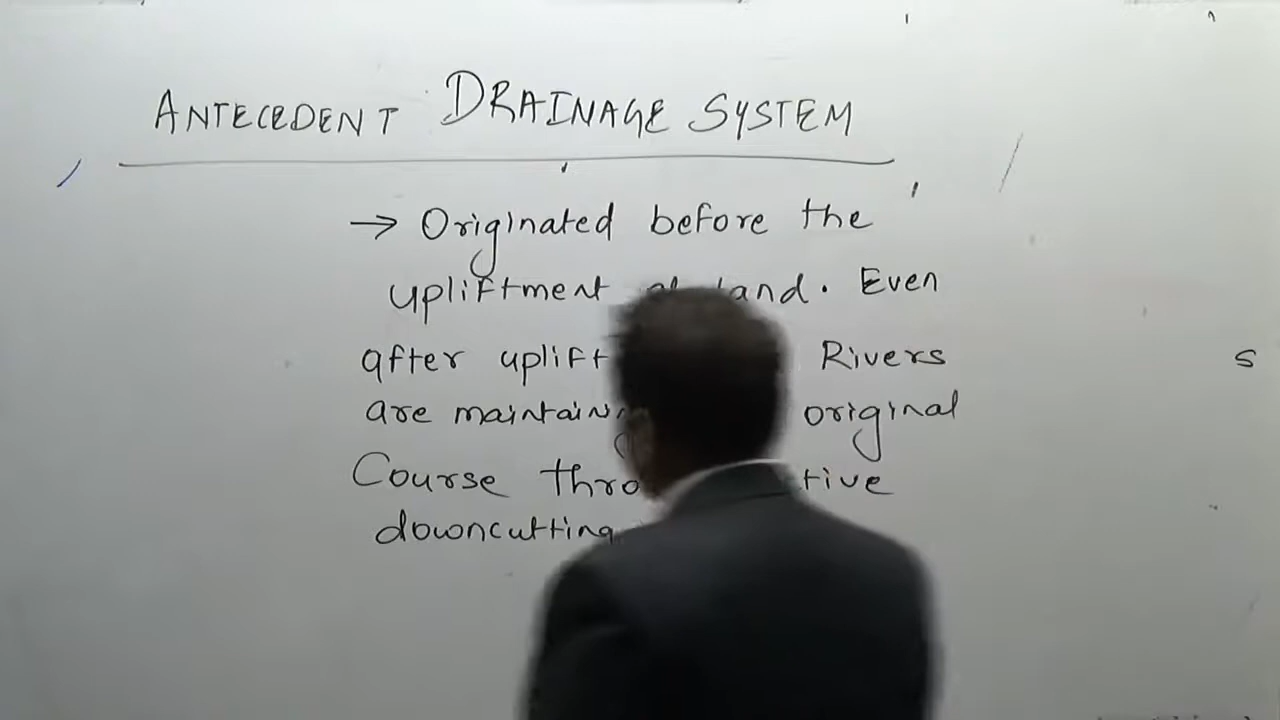 ANTECEDENT DRAINAGE SYSTEM
→ Originated before the
upliftment land. Even
after uplift Rivers
are maintain original
Course thro tive
downcutting
s